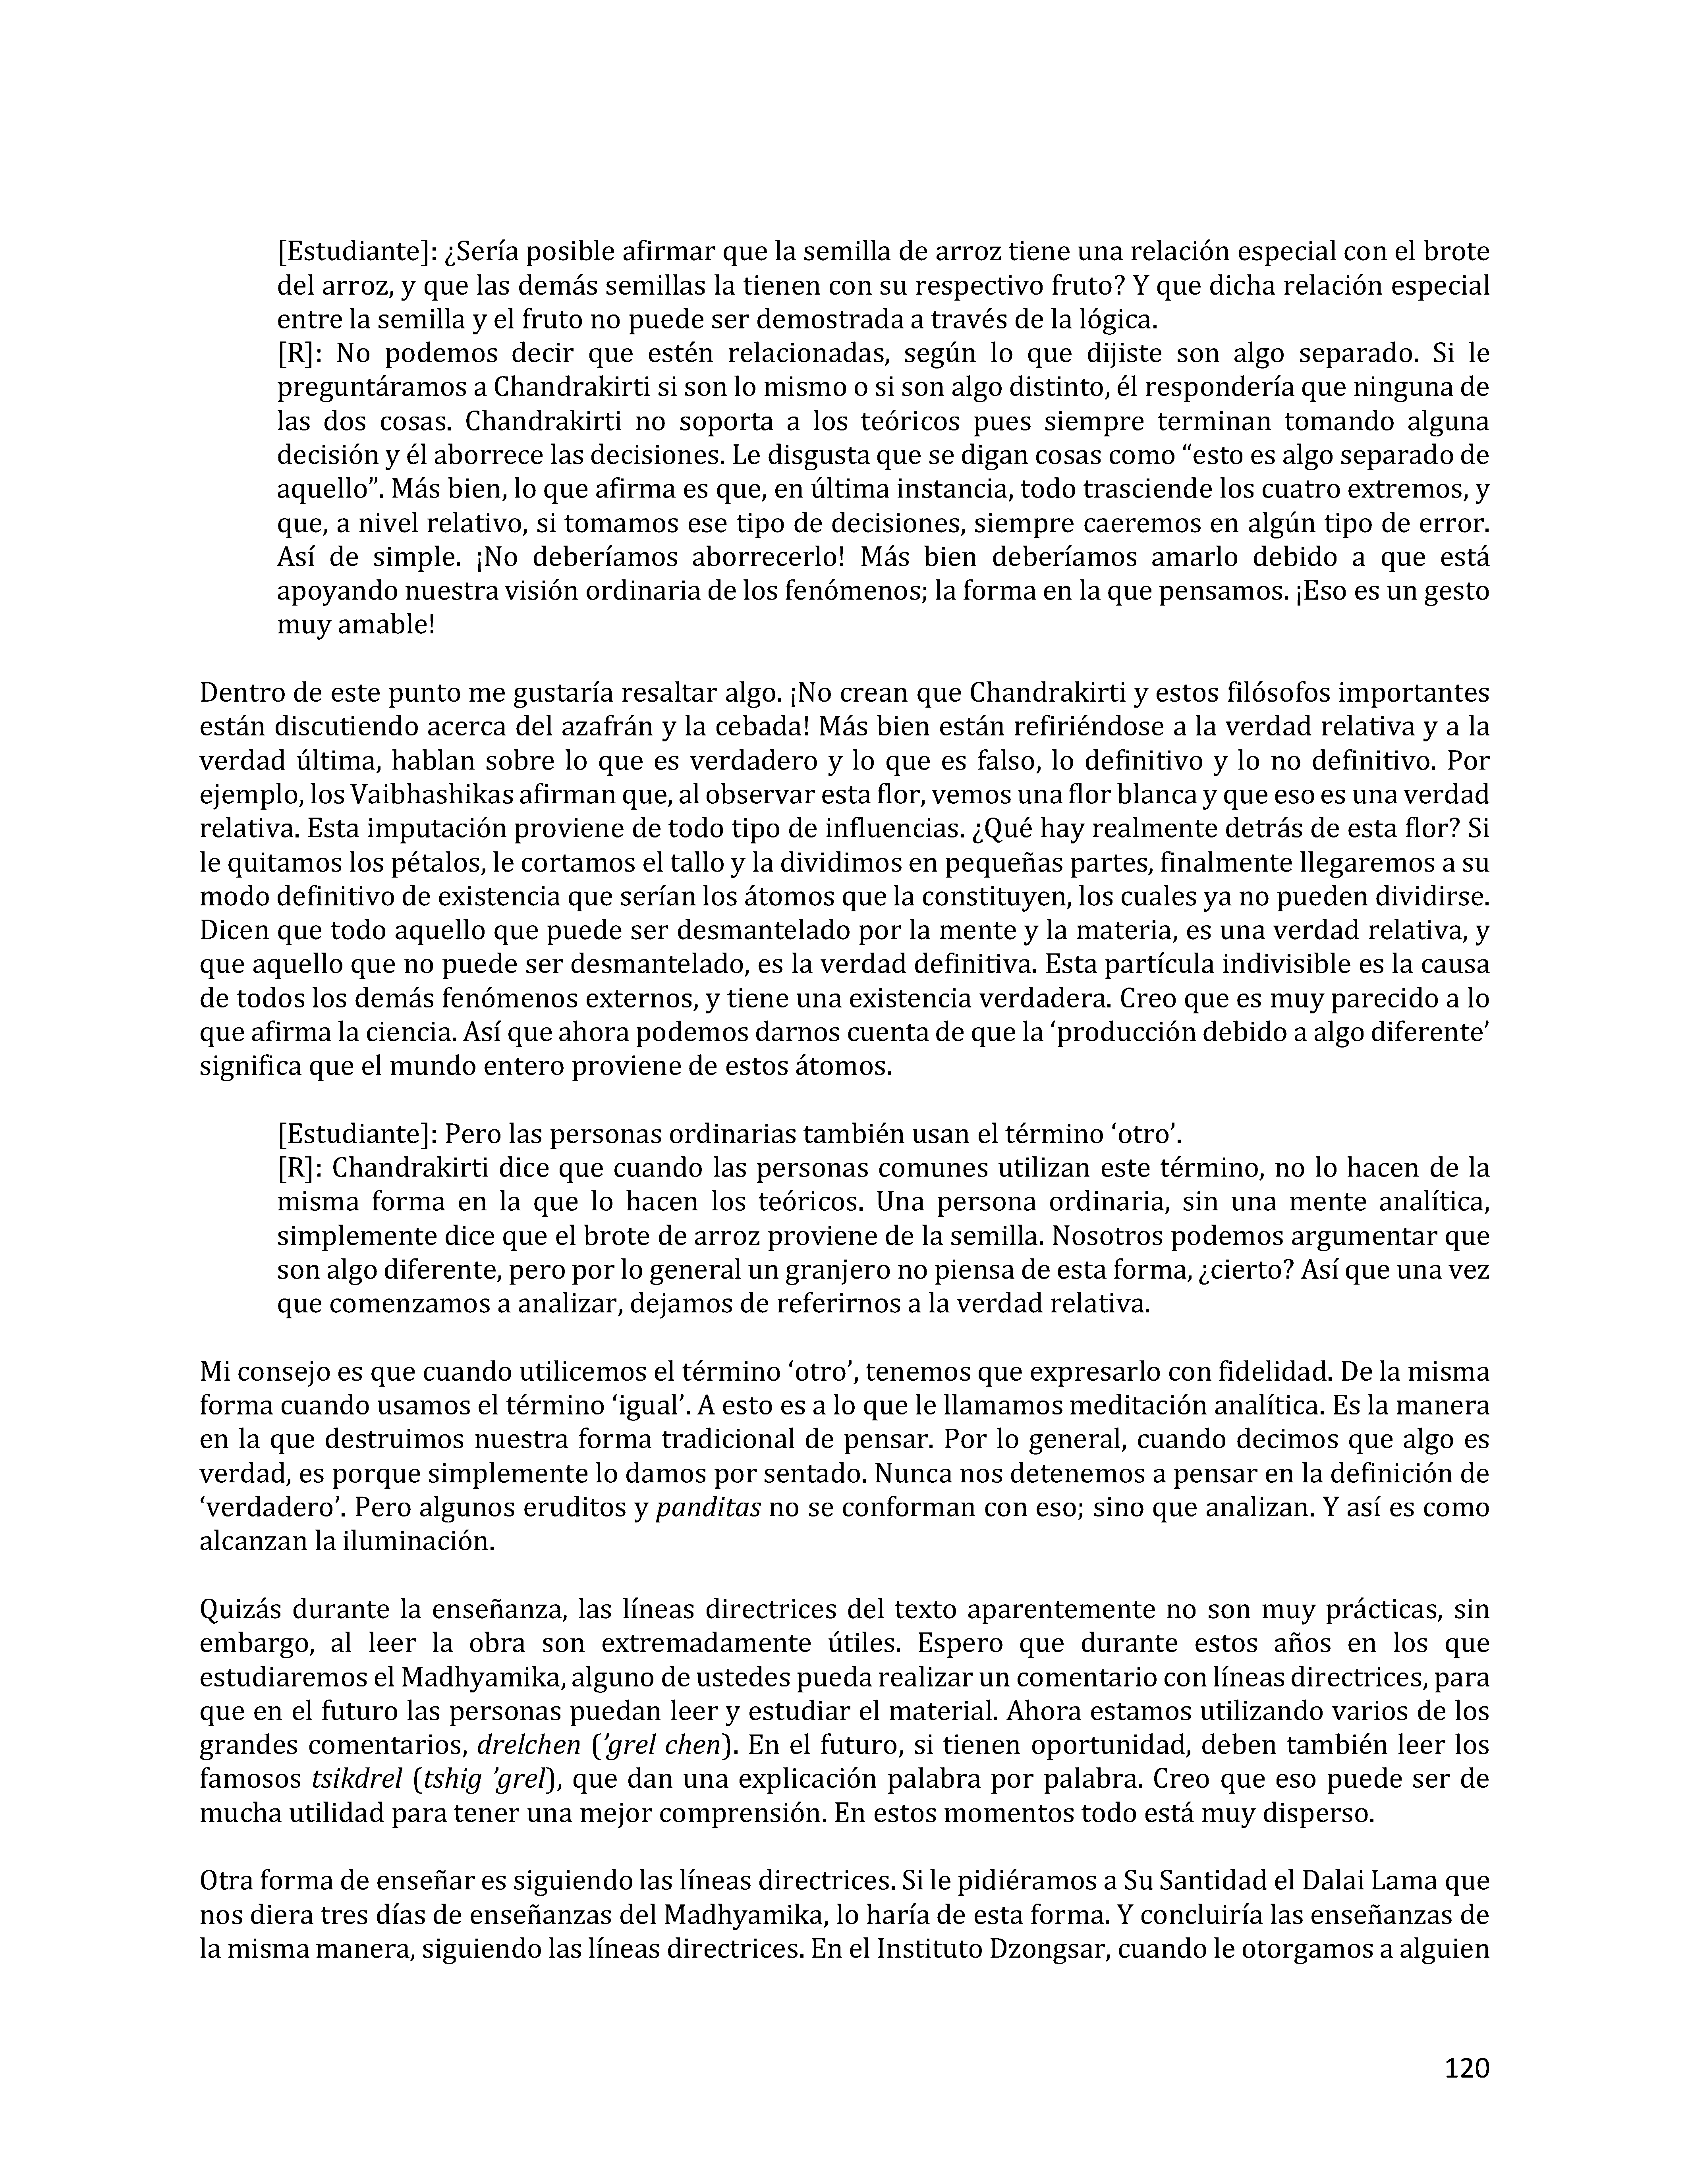 [Estudiante]: ¿Sería posible afirmar que la semilla de arroz tiene una relación especial con el brote
del arroz, y que las demás semillas la tienen con su respectivo fruto? Y que dicha relación especial
entre la semilla y el fruto no puede ser demostrada a través de la lógica.
[R]: No podemos decir que estén relacionadas, según lo que dijiste son algo separado. Si le
preguntáramos a Chandrakirti si son lo mismo o si son algo distinto, él respondería que ninguna de
las dos cosas. Chandrakirti no soporta a los teóricos pues siempre terminan tomando alguna
decisión y él aborrece las decisiones. Le disgusta que se digan cosas como “esto es algo separado de
aquello”. Más bien, lo que afirma es que, en última instancia, todo trasciende los cuatro extremos, y
que, a nivel relativo, si tomamos ese tipo de decisiones, siempre caeremos en algún tipo de error.
Así de simple. ¡No deberíamos aborrecerlo! Más bien deberíamos amarlo debido a que está
apoyando nuestra visión ordinaria de los fenómenos; la forma en la que pensamos. ¡Eso es un gesto
muy amable!
Dentro de este punto me gustaría resaltar algo. ¡No crean que Chandrakirti y estos filósofos importantes
están discutiendo acerca del azafrán y la cebada! Más bien están refiriéndose a la verdad relativa y a la
verdad última, hablan sobre lo que es verdadero y lo que es falso, lo definitivo y lo no definitivo. Por
ejemplo, los Vaibhashikas afirman que, al observar esta flor, vemos una flor blanca y que eso es una verdad
relativa. Esta imputación proviene de todo tipo de influencias. ¿Qué hay realmente detrás de esta flor? Si
le quitamos los pétalos, le cortamos el tallo y la dividimos en pequeñas partes, finalmente llegaremos a su
modo definitivo de existencia que serían los átomos que la constituyen, los cuales ya no pueden dividirse.
Dicen que todo aquello que puede ser desmantelado por la mente y la materia, es una verdad relativa, y
que aquello que no puede ser desmantelado, es la verdad definitiva. Esta partícula indivisible es la causa
de todos los demás fenómenos externos, y tiene una existencia verdadera. Creo que es muy parecido a lo
que afirma la ciencia. Así que ahora podemos darnos cuenta de que la ‘producción debido a algo diferente’
significa que el mundo entero proviene de estos átomos.
[Estudiante]: Pero las personas ordinarias también usan el término ‘otro’.
[R]: Chandrakirti dice que cuando las personas comunes utilizan este término, no lo hacen de la
misma forma en la que lo hacen los teóricos. Una persona ordinaria, sin una mente analítica,
simplemente dice que el brote de arroz proviene de la semilla. Nosotros podemos argumentar que
son algo diferente, pero por lo general un granjero no piensa de esta forma, ¿cierto? Así que una vez
que comenzamos a analizar, dejamos de referirnos a la verdad relativa.
Mi consejo es que cuando utilicemos el término ‘otro’, tenemos que expresarlo con fidelidad. De la misma
forma cuando usamos el término ‘igual’. A esto es a lo que le llamamos meditación analítica. Es la manera
en la que destruimos nuestra forma tradicional de pensar. Por lo general, cuando decimos que algo es
verdad, es porque simplemente lo damos por sentado. Nunca nos detenemos a pensar en la definición de
‘verdadero’. Pero algunos eruditos y panditas no se conforman con eso; sino que analizan. Y así es como
alcanzan la iluminación.
Quizás durante la enseñanza, las líneas directrices del texto aparentemente no son muy prácticas, sin
embargo, al leer la obra son extremadamente útiles. Espero que durante estos años en los que
estudiaremos el Madhyamika, alguno de ustedes pueda realizar un comentario con líneas directrices, para
que en el futuro las personas puedan leer y estudiar el material. Ahora estamos utilizando varios de los
grandes comentarios, drelchen (’grel chen). En el futuro, si tienen oportunidad, deben también leer los
famosos tsikdrel (tshig ’grel), que dan una explicación palabra por palabra. Creo que eso puede ser de
mucha utilidad para tener una mejor comprensión. En estos momentos todo está muy disperso.
Otra forma de enseñar es siguiendo las líneas directrices. Si le pidiéramos a Su Santidad el Dalai Lama que
nos diera tres días de enseñanzas del Madhyamika, lo haría de esta forma. Y concluiría las enseñanzas de
la misma manera, siguiendo las líneas directrices. En el Instituto Dzongsar, cuando le otorgamos a alguien
120